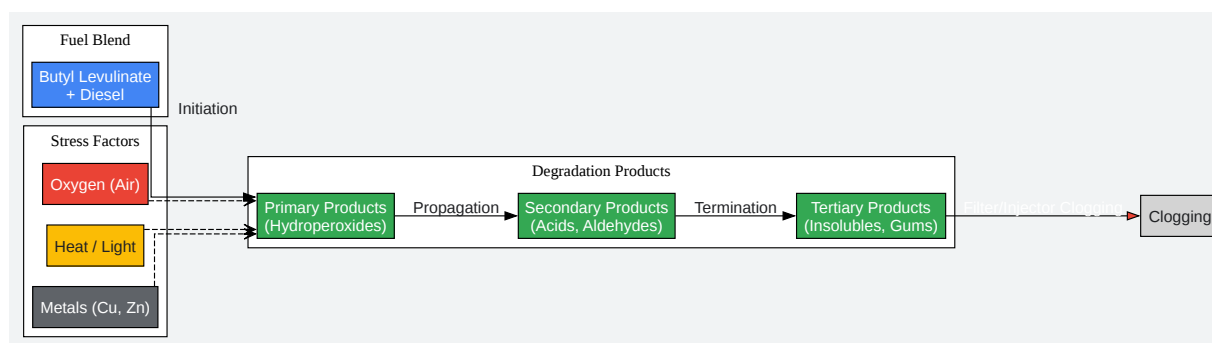 Fuel Blend
Butyl Levulinate
+ Diesel
Initiation
Stress Factors
Oxygen (Air)
Heat / Light
Metals (Cu, Zn)
Degradation Products
Primary Products
(Hydroperoxides)
Propagation
Secondary Products
(Acids, Aldehydes)
Termination
Tertiary Products
(Insolubles, Gums)
Filter/Injector Clogging
Clogging